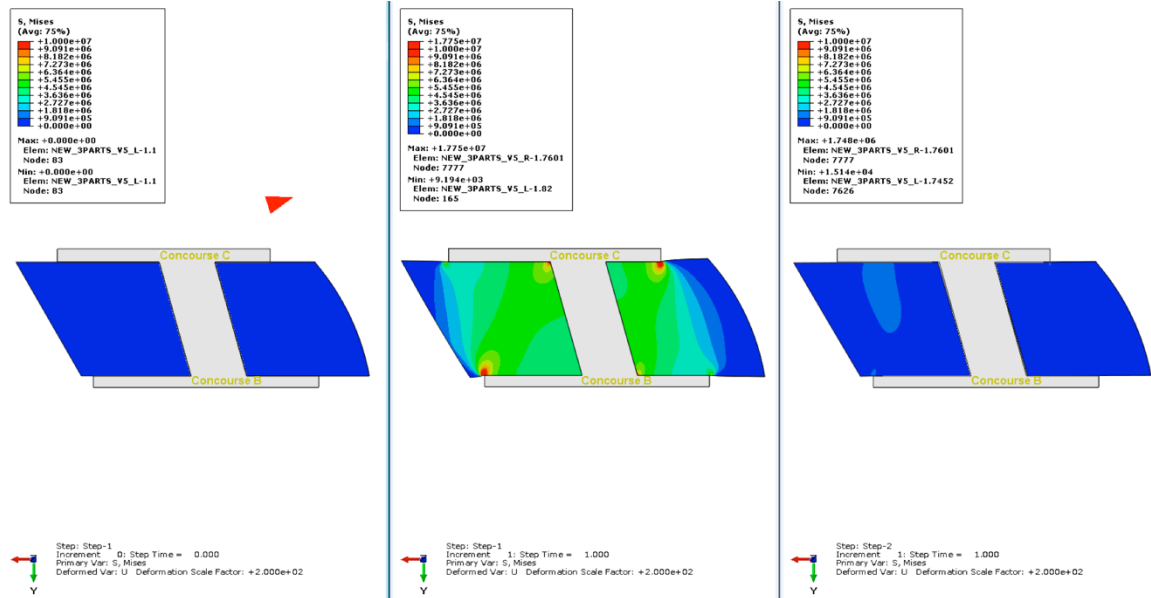 S, Mises
(Avg: 75%)
+1.000e+07
+9.091e+06
+8.182e+06
+7.273e+06
+6.364e+06
+5.455e+06
+4.545e+06
+3.636e+06
+2.727e+06
+1.818e+06
+9.091e+05
+0.000e+00
Max: +0.000e+00
Elem: NEW_3PARTS_V5_L-1.1
Node: 83
Min: +0.000e+00
Elem: NEW_3PARTS_V5_L-1.1
Node: 83
Concourse C
Concourse B
Y
Step: Step-1
Increment 0: Step Time = 0.000
Primary Var: S, Mises
Deformed Var: U Deformation Scale Factor: +2.000e+02
S, Mises
(Avg: 75%)
+1.775e+07
+1.000e+07
+9.091e+06
+8.182e+06
+7.273e+06
+6.364e+06
+5.455e+06
+4.545e+06
+3.636e+06
+2.727e+06
+1.818e+06
+9.091e+05
+0.000e+00
Max: +1.775e+07
Elem: NEW_3PARTS_V5_R-1.7601
Node: 7777
Min: +9.194e+03
Elem: NEW_3PARTS_V5_L-1.82
Node: 165
Concourse C
Concourse B
Y
Step: Step-1
Increment 1: Step Time = 1.000
Primary Var: S, Mises
Deformed Var: U Deformation Scale Factor: +2.000e+02
S, Mises
(Avg: 75%)
+1.000e+07
+9.091e+06
+8.182e+06
+7.273e+06
+6.364e+06
+5.455e+06
+4.545e+06
+3.636e+06
+2.727e+06
+1.818e+06
+9.091e+05
+0.000e+00
Max: +1.748e+06
Elem: NEW_3PARTS_V5_R-1.7601
Node: 7777
Min: +1.514e+04
Elem: NEW_3PARTS_V5_L-1.7452
Node: 7626
Concourse C
Concourse B
Y
Step: Step-2
Increment 1: Step Time = 1.000
Primary Var: S, Mises
Deformed Var: U Deformation Scale Factor: +2.000e+02